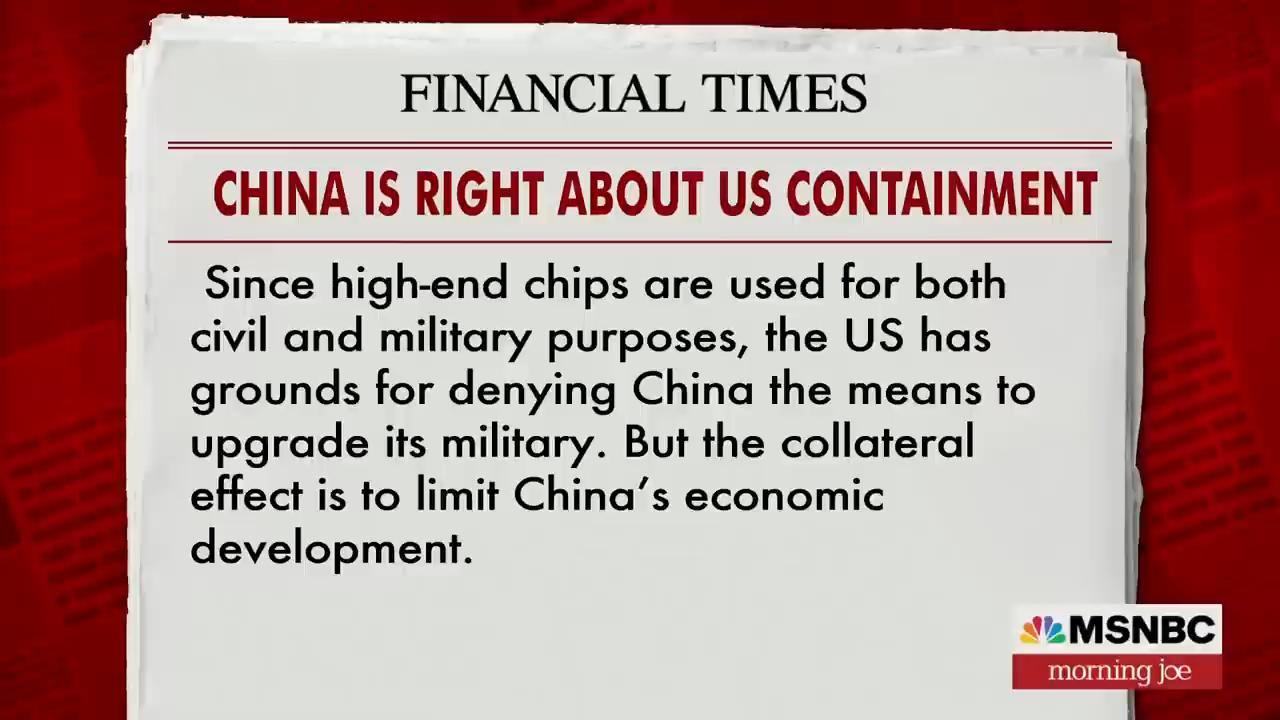 FINANCIAL TIMES
CHINA IS RIGHT ABOUT US CONTAINMENT
Since high-end chips are used for both
civil and military purposes, the US has
grounds for denying China the means to
upgrade its military. But the collateral
effect is to limit China's economic
development.
MSNBC
morning joe